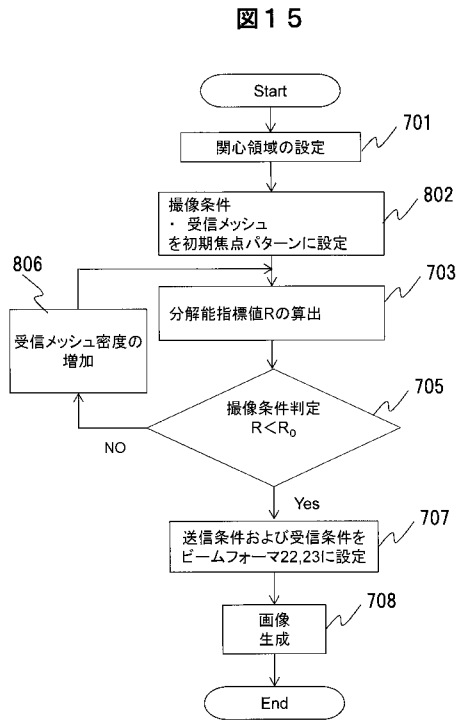 図１５
Start
701
関心領域の設定
802
撮像条件
・ 受信メッシュ
を初期焦点パターンに設定
806
703
受信メッシュ密度の
増加
分解能指標値Rの算出
705
撮像条件判定
R＜R₀
NO
Yes
707
送信条件および受信条件を
ビームフォーマ22,23に設定
708
画像
生成
End